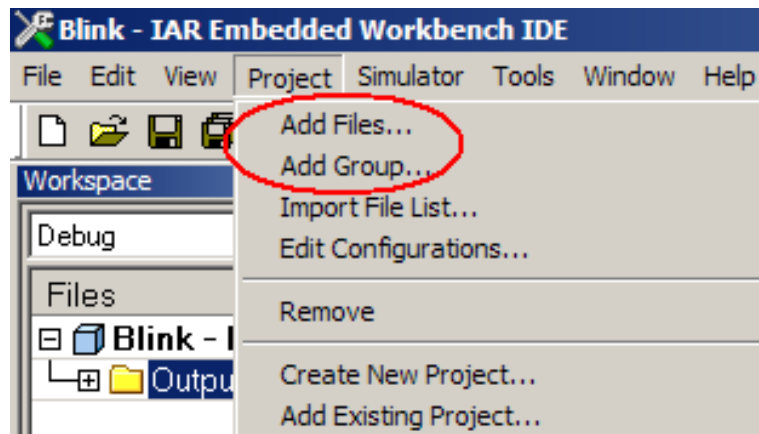 Blink - IAR Embedded Workbench IDE
File Edit View Project Simulator Tools Window Help
Add Files...
Add Group...
Workspace
Import File List...
Debug
Edit Configurations...
Files
Remove
Blink -
Create New Project...
Add Existing Project...